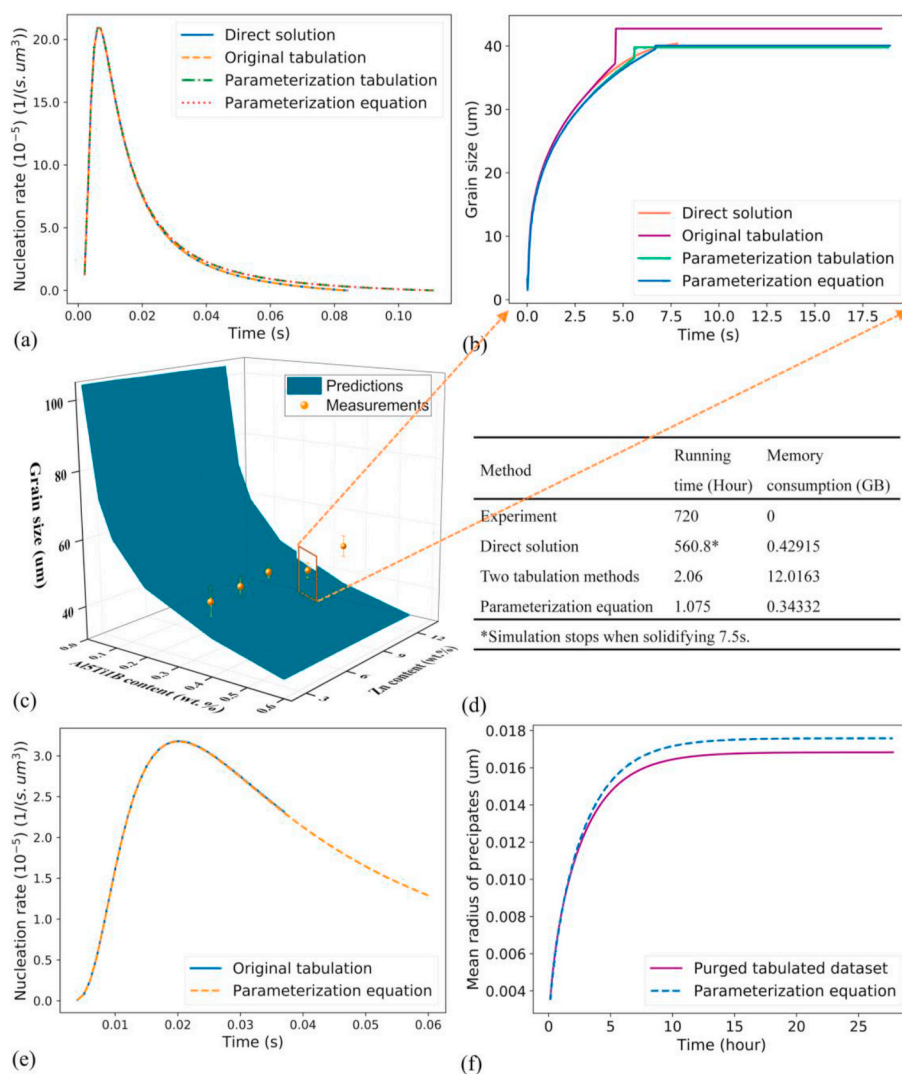 Nucleation rate (10⁻⁵) (1/(s.um³))
20.0
15.0
10.0
5.0
0.0
Direct solution
Original tabulation
Parameterization tabulation
Parameterization equation
0.00 0.02 0.04 0.06 0.08 0.10
Time (s)
(a)
Grain size (um)
40
30
20
10
0
Direct solution
Original tabulation
Parameterization tabulation
Parameterization equation
0.0 2.5 5.0 7.5 10.0 12.5 15.0 17.5
Time (s)
(b)
Predictions
Measurements
Grain size (um)
100
80
60
40
0.0 0.1 0.2 0.3 0.4 0.5 0.6
Al5Ti1B content (wt.%)
3 6 9 12
Zn content (wt.%)
(c)
Method Running time (Hour) Memory consumption (GB)
Experiment 720 0
Direct solution 560.8* 0.42915
Two tabulation methods 2.06 12.0163
Parameterization equation 1.075 0.34332
*Simulation stops when solidifying 7.5s.
(d)
Nucleation rate (10⁻⁵) (1/(s.um³))
3.0
2.5
2.0
1.5
1.0
0.5
0.0
Original tabulation
Parameterization equation
0.01 0.02 0.03 0.04 0.05 0.06
Time (s)
(e)
Mean radius of precipates (um)
0.018
0.016
0.014
0.012
0.010
0.008
0.006
0.004
Purged tabulated dataset
Parameterization equation
0 5 10 15 20 25
Time (hour)
(f)